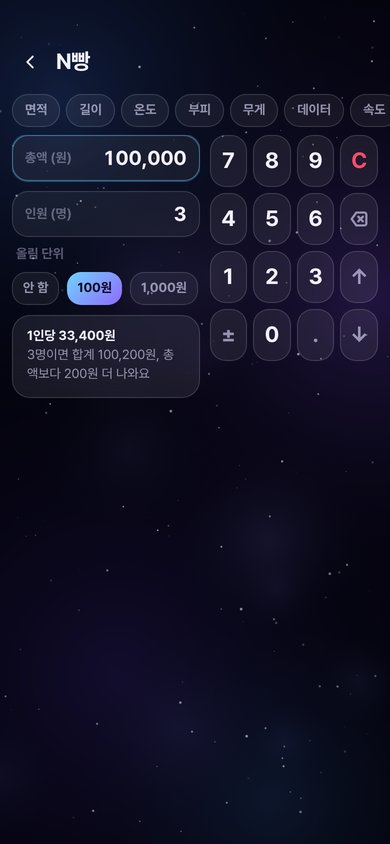 N빵
면적 길이 온도 부피 무게 데이터 속도
총액 (원) 100,000
인원 (명) 3
올림 단위
안 함 100원 1,000원
1인당 33,400원
3명이면 합계 100,200원, 총
액보다 200원 더 나와요
7 8 9 C
4 5 6
1 2 3 ↑
± 0 . ↓